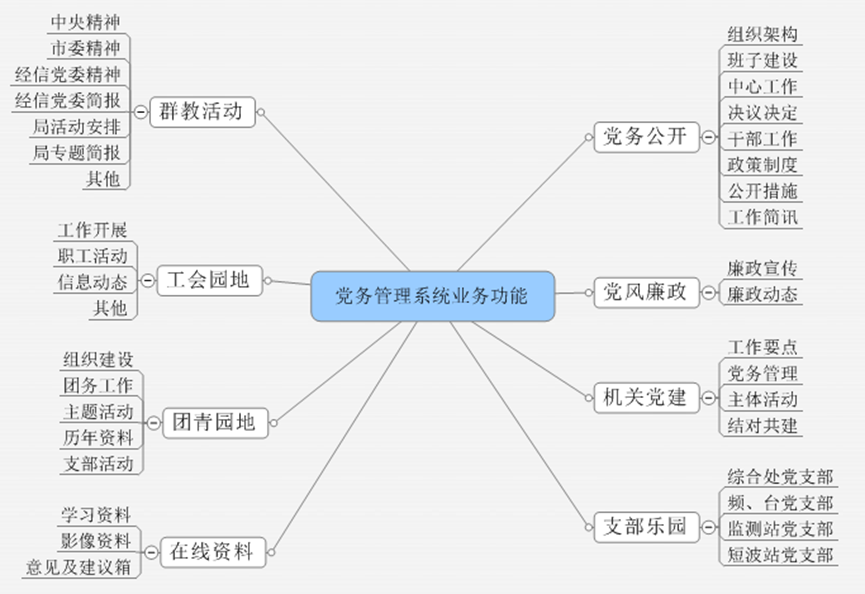 党务管理系统业务功能
群教活动
中央精神
市委精神
经信党委精神
经信党委简报
局活动安排
局专题简报
其他
工会园地
工作开展
职工活动
信息动态
其他
团青园地
组织建设
团务工作
主题活动
历年资料
支部活动
在线资料
学习资料
影像资料
意见及建议箱
党务公开
组织架构
班子建设
中心工作
决议决定
干部工作
政策制度
公开措施
工作简讯
党风廉政
廉政宣传
廉政动态
机关党建
工作要点
党务管理
主体活动
结对共建
支部乐园
综合处党支部
频、台党支部
监测站党支部
短波站党支部